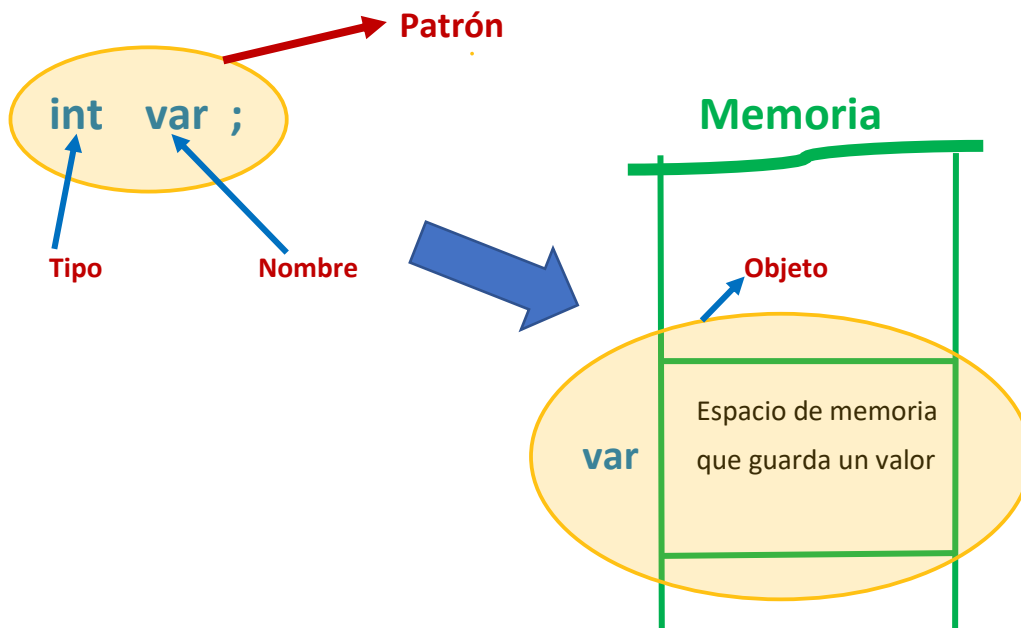 Patrón
int var ;
Memoria
Tipo
Nombre
Objeto
Espacio de memoria
var
que guarda un valor